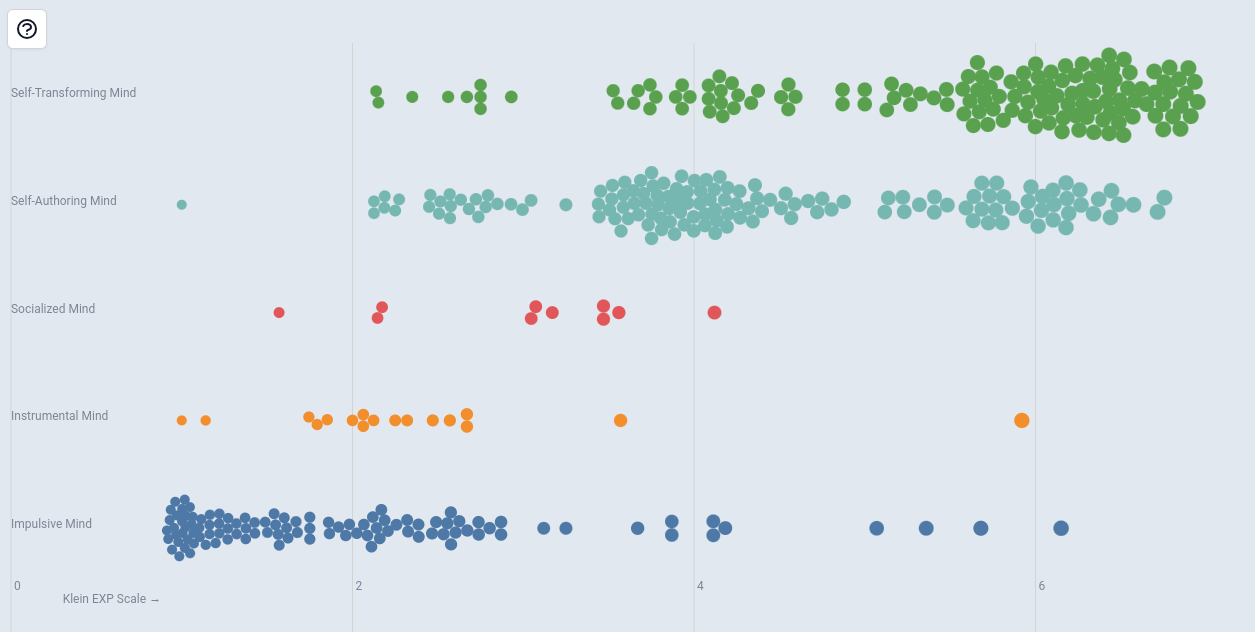 Self-Transforming Mind
Self-Authoring Mind
Socialized Mind
Instrumental Mind
Impulsive Mind
0 2 4 6
Klein EXP Scale →